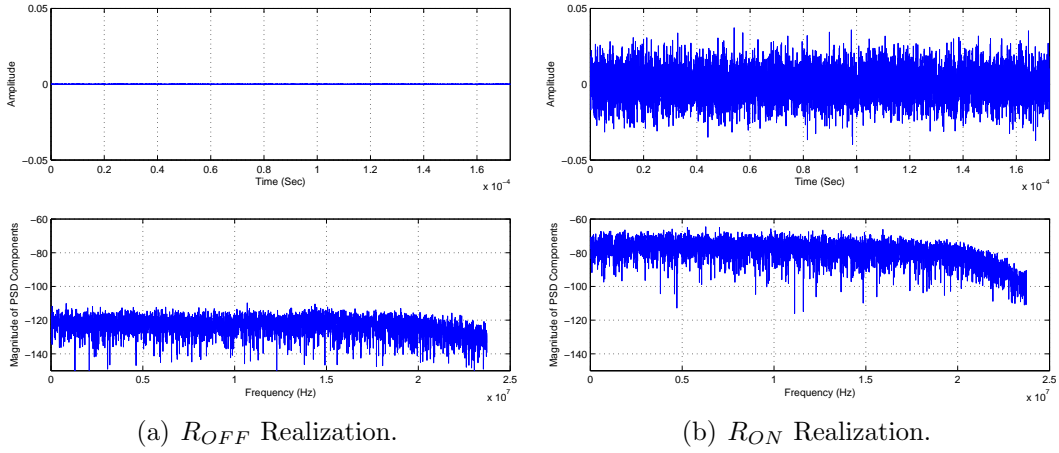 0.05
0
−0.05
Amplitude
0 0.2 0.4 0.6 0.8 1 1.2 1.4 1.6
Time (Sec)
x 10⁻⁴
−60
−80
−100
−120
−140
Magnitude of PSD Components
0 0.5 1 1.5 2 2.5
Frequency (Hz)
x 10⁷
(a) R_OFF Realization.
0.05
0
−0.05
Amplitude
0 0.2 0.4 0.6 0.8 1 1.2 1.4 1.6
Time (Sec)
x 10⁻⁴
−60
−80
−100
−120
−140
Magnitude of PSD Components
0 0.5 1 1.5 2 2.5
Frequency (Hz)
x 10⁷
(b) R_ON Realization.